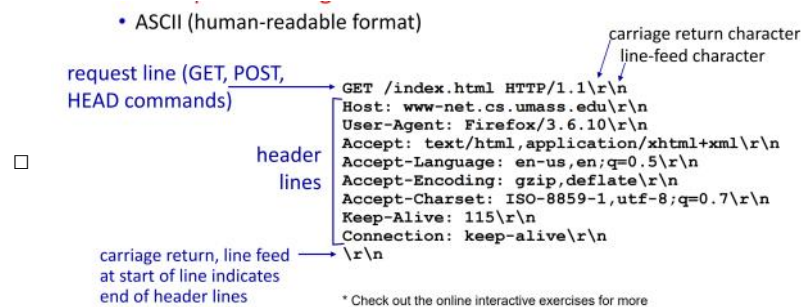 • ASCII (human-readable format)
carriage return character
line-feed character
request line (GET, POST,
HEAD commands)
GET /index.html HTTP/1.1\r\n
Host: www-net.cs.umass.edu\r\n
User-Agent: Firefox/3.6.10\r\n
Accept: text/html,application/xhtml+xml\r\n
header
lines
Accept-Language: en-us,en;q=0.5\r\n
Accept-Encoding: gzip,deflate\r\n
Accept-Charset: ISO-8859-1,utf-8;q=0.7\r\n
Keep-Alive: 115\r\n
Connection: keep-alive\r\n
\r\n
carriage return, line feed
at start of line indicates
end of header lines
* Check out the online interactive exercises for more